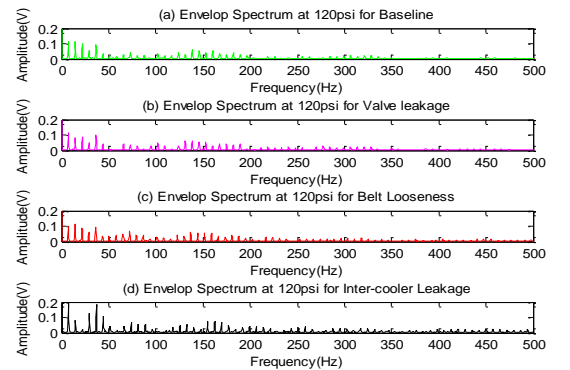 (a) Envelop Spectrum at 120psi for Baseline
Amplitude(V)
0.2
0.1
0
0 50 100 150 200 250 300 350 400 450 500
Frequency(Hz)
(b) Envelop Spectrum at 120psi for Valve leakage
Amplitude(V)
0.2
0.1
0
0 50 100 150 200 250 300 350 400 450 500
Frequency(Hz)
(c) Envelop Spectrum at 120psi for Belt Looseness
Amplitude(V)
0.2
0.1
0
0 50 100 150 200 250 300 350 400 450 500
Frequency(Hz)
(d) Envelop Spectrum at 120psi for Inter-cooler Leakage
Amplitude(V)
0.2
0.1
0
0 50 100 150 200 250 300 350 400 450 500
Frequency(Hz)